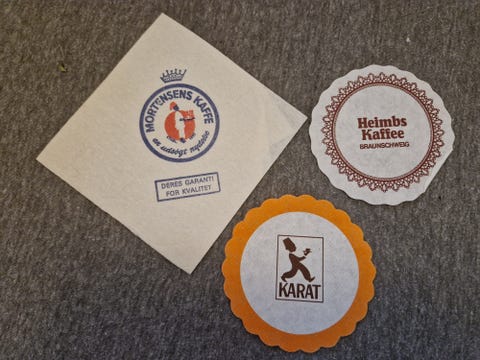 MORTENSENS KAFFE
en udsøgt nydelse
DERES GARANTI
FOR KVALITET
Heimbs
Kaffee
BRAUNSCHWEIG
KARAT